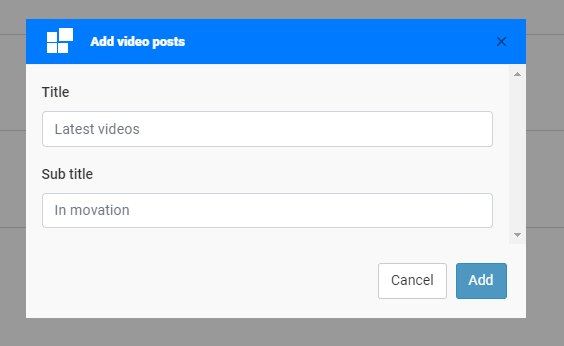 Add video posts
×
Title
Latest videos
Sub title
In movation
Cancel
Add